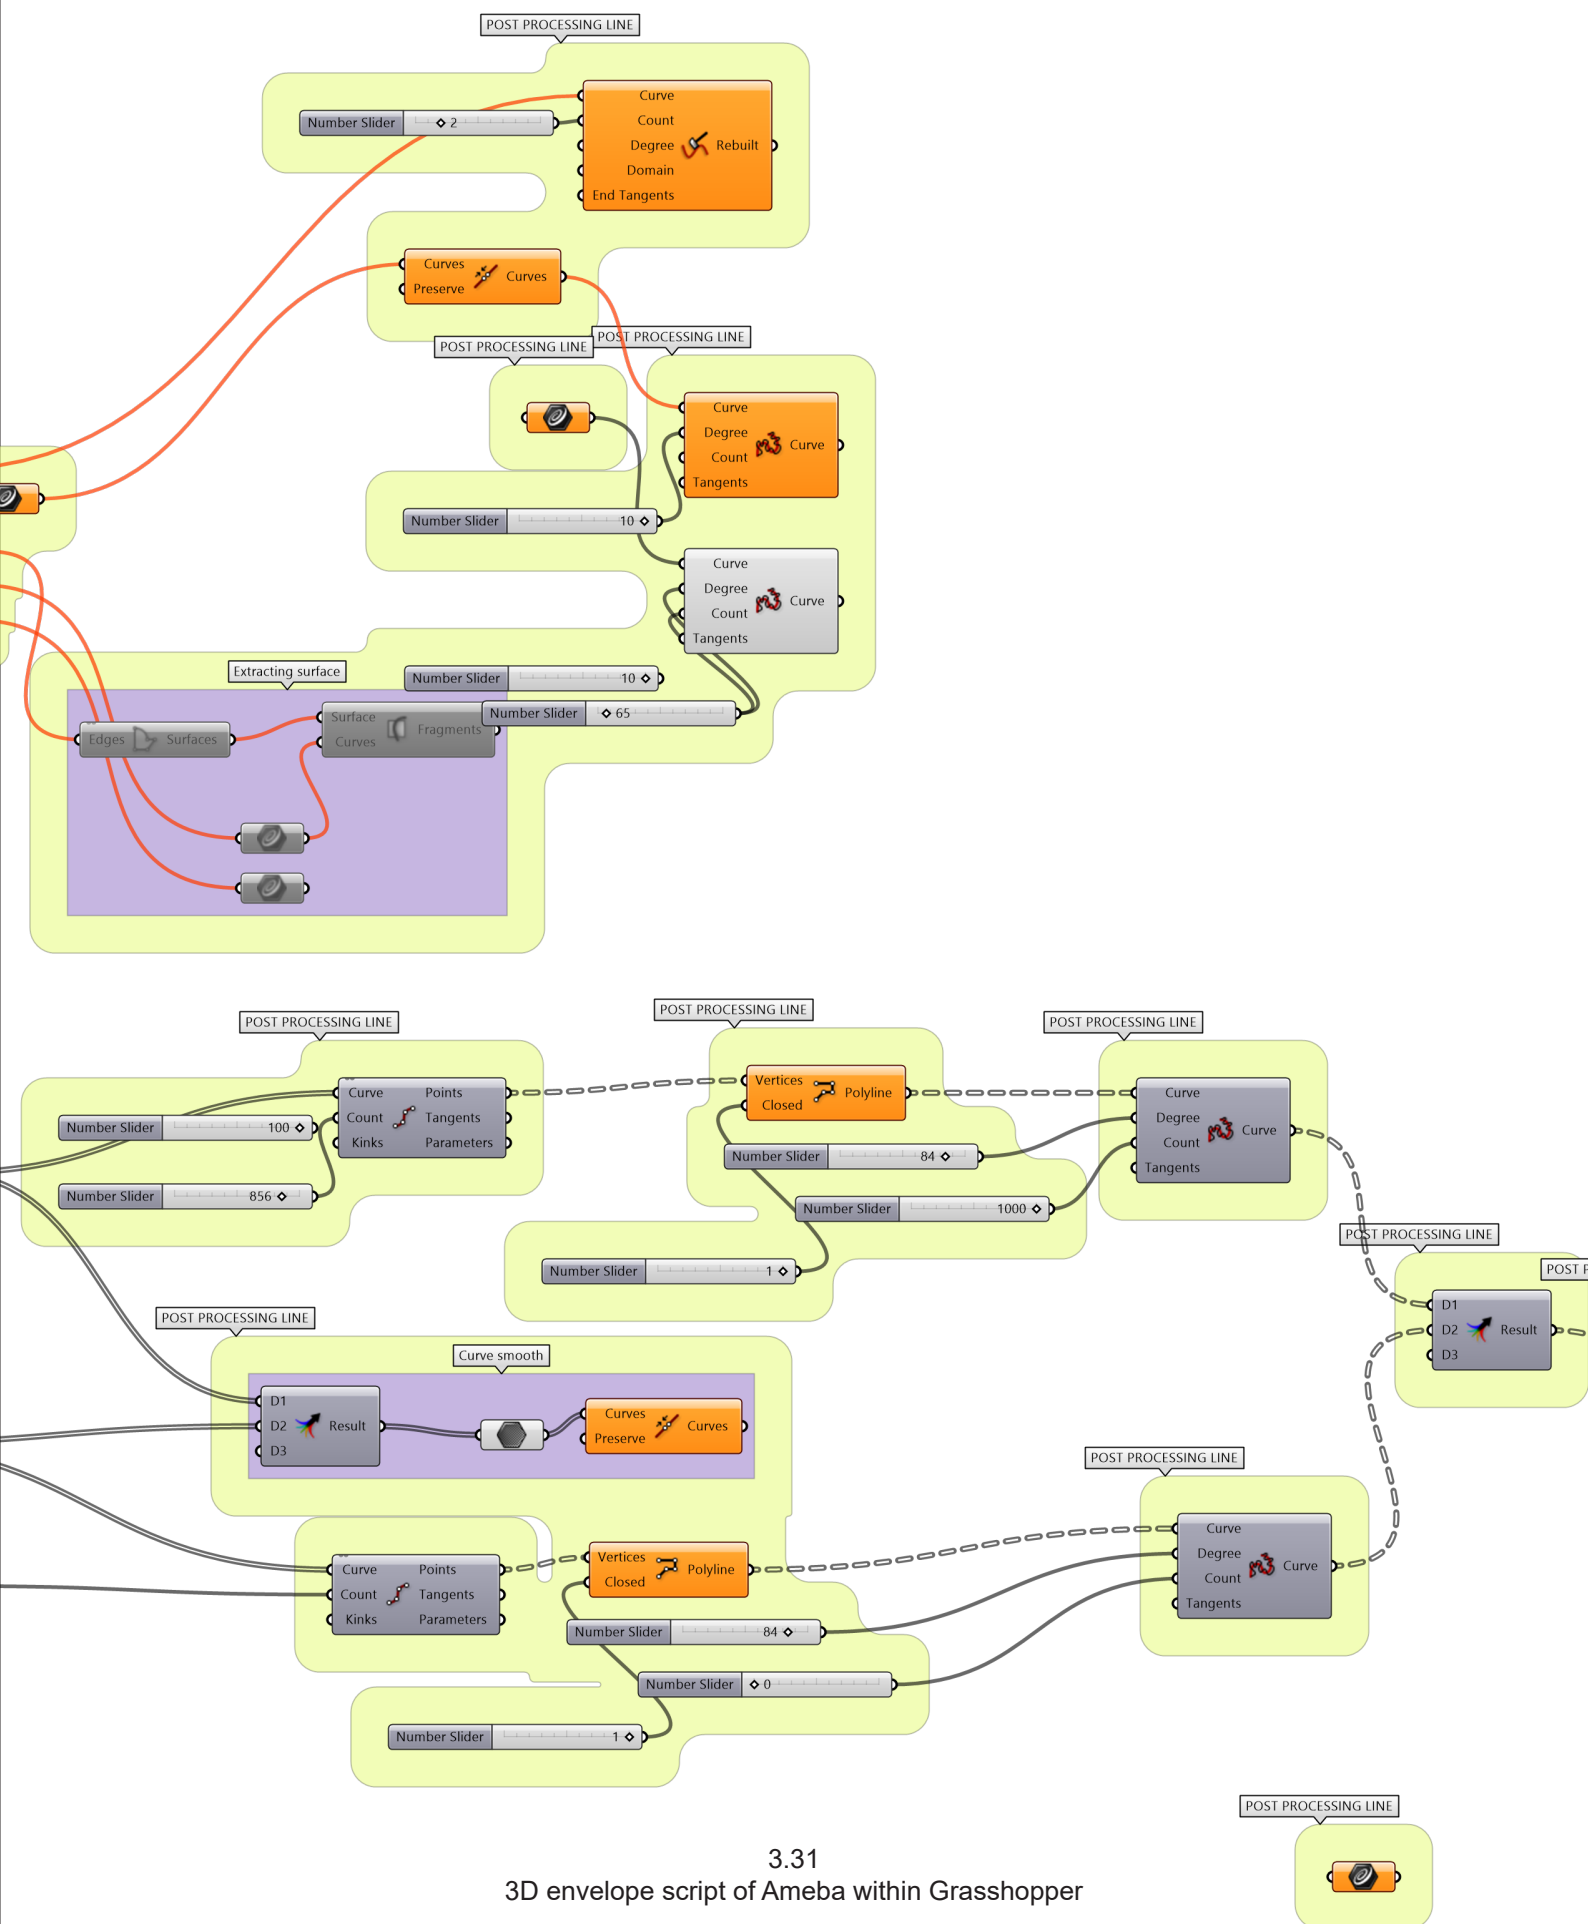 POST PROCESSING LINE
Curve
Number Slider 2
Count
Degree Rebuilt
Domain
End Tangents
Curves
Curves
Preserve
POST PROCESSING LINE
POST PROCESSING LINE
Curve
Degree
Curve
Count
Tangents
Number Slider 10
Curve
Degree
Curve
Count
Tangents
Extracting surface
Number Slider 10
Number Slider 65
Surface
Fragments
Curves
Edges Surfaces
POST PROCESSING LINE
POST PROCESSING LINE
POST PROCESSING LINE
Curve Points
Count Tangents
Kinks Parameters
Number Slider 100
Number Slider 856
Vertices
Polyline
Closed
Number Slider 84
Number Slider 1000
Number Slider 1
Curve
Degree
Curve
Count
Tangents
POST PROCESSING LINE
POST P
D1
D2 Result
D3
POST PROCESSING LINE
Curve smooth
D1
D2 Result
D3
Curves
Curves
Preserve
POST PROCESSING LINE
Curve
Degree
Curve
Count
Tangents
Curve Points
Count Tangents
Kinks Parameters
Vertices
Polyline
Closed
Number Slider 84
Number Slider 0
Number Slider 1
POST PROCESSING LINE
3.31
3D envelope script of Ameba within Grasshopper